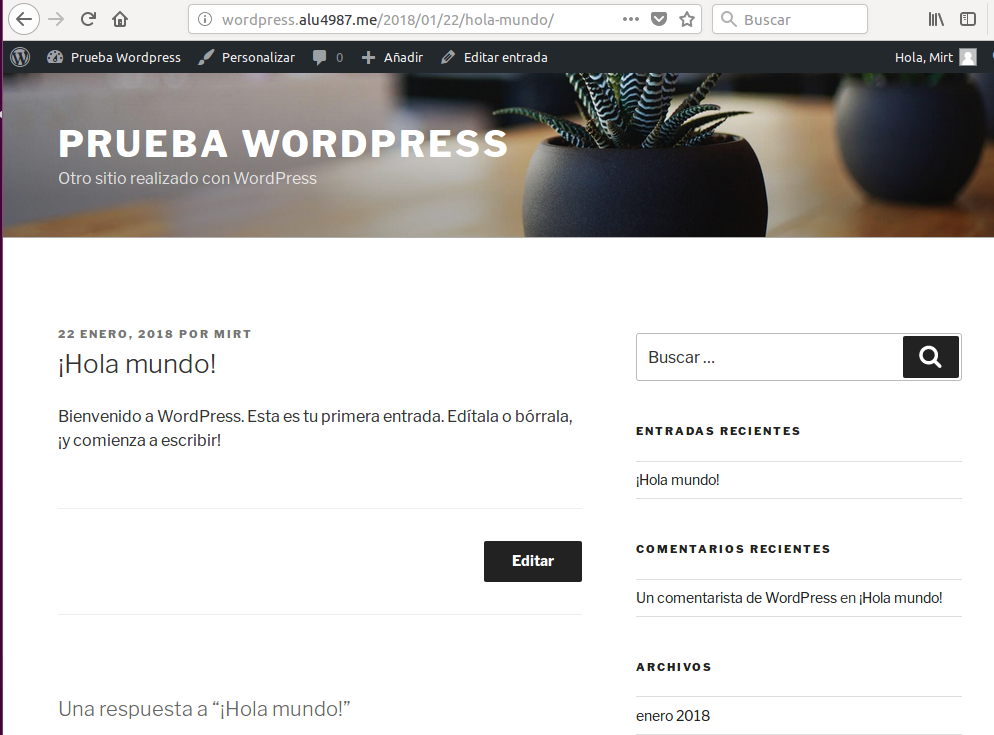 wordpress.alu4987.me/2018/01/22/hola-mundo/
Buscar
Prueba Wordpress
Personalizar
0
Añadir
Editar entrada
Hola, Mirt
PRUEBA WORDPRESS
Otro sitio realizado con WordPress
22 ENERO, 2018 POR MIRT
¡Hola mundo!
Bienvenido a WordPress. Esta es tu primera entrada. Edítala o bórrala,
¡y comienza a escribir!
Editar
Una respuesta a “¡Hola mundo!”
Buscar …
ENTRADAS RECIENTES
¡Hola mundo!
COMENTARIOS RECIENTES
Un comentarista de WordPress en ¡Hola mundo!
ARCHIVOS
enero 2018